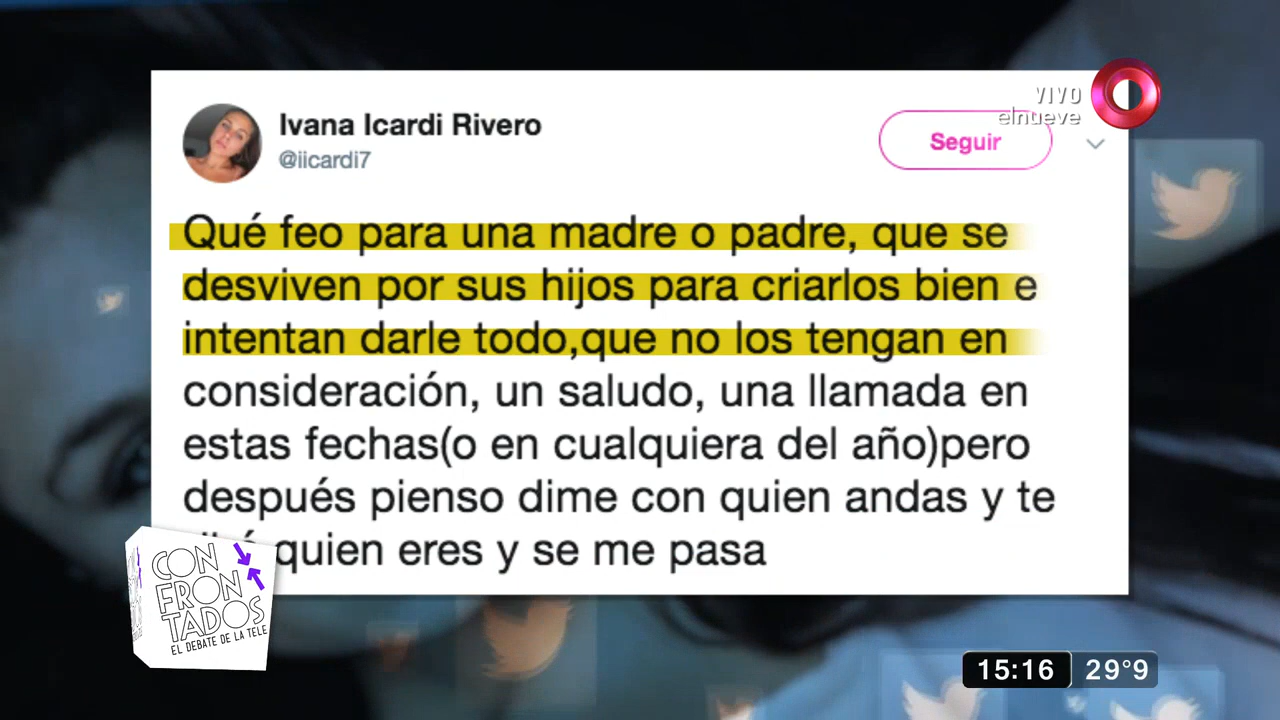 VIVO
elnueve
Ivana Icardi Rivero
@iicardi7
Seguir
Qué feo para una madre o padre, que se
desviven por sus hijos para criarlos bien e
intentan darle todo,que no los tengan en
consideración, un saludo, una llamada en
estas fechas(o en cualquiera del año)pero
después pienso dime con quien andas y te
quien eres y se me pasa
CON
FRON
TADOS
EL DEBATE DE LA TELE
15:16 29°9